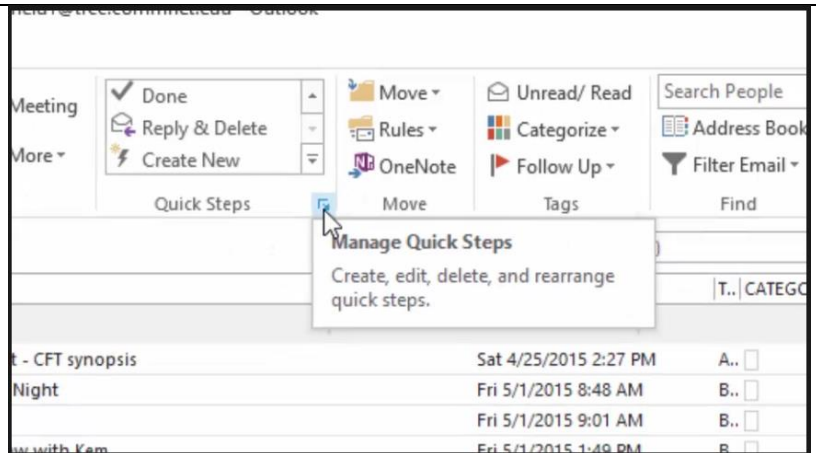 Outlook
Meeting
More
Done
Reply & Delete
Create New
Quick Steps
Move
Rules
OneNote
Move
Unread/ Read
Categorize
Follow Up
Tags
Search People
Address Book
Filter Email
Find
Manage Quick Steps
Create, edit, delete, and rearrange
quick steps.
)
T.. CATEGO
t - CFT synopsis Sat 4/25/2015 2:27 PM A..
Night Fri 5/1/2015 8:48 AM B..
Fri 5/1/2015 9:01 AM B..
w with Kem Fri 5/1/2015 1:49 PM B